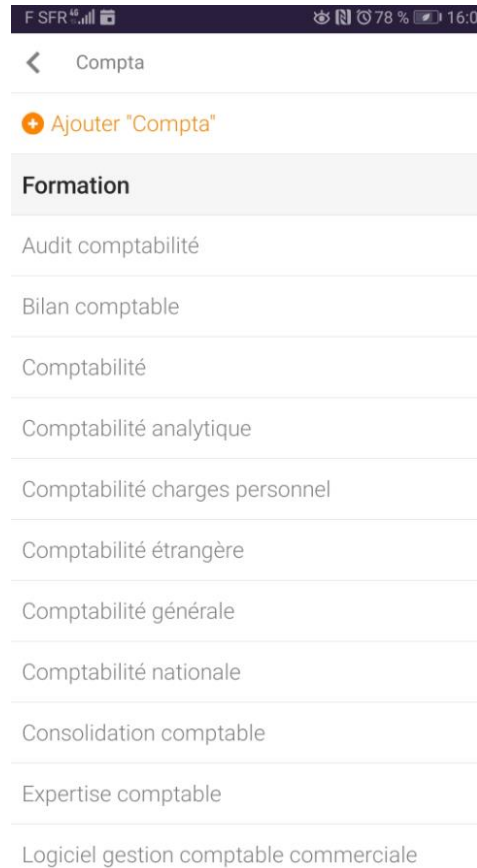 F SFR 4G 78 % 16:0
Compta
Ajouter "Compta"
Formation
Audit comptabilité
Bilan comptable
Comptabilité
Comptabilité analytique
Comptabilité charges personnel
Comptabilité étrangère
Comptabilité générale
Comptabilité nationale
Consolidation comptable
Expertise comptable
Logiciel gestion comptable commerciale